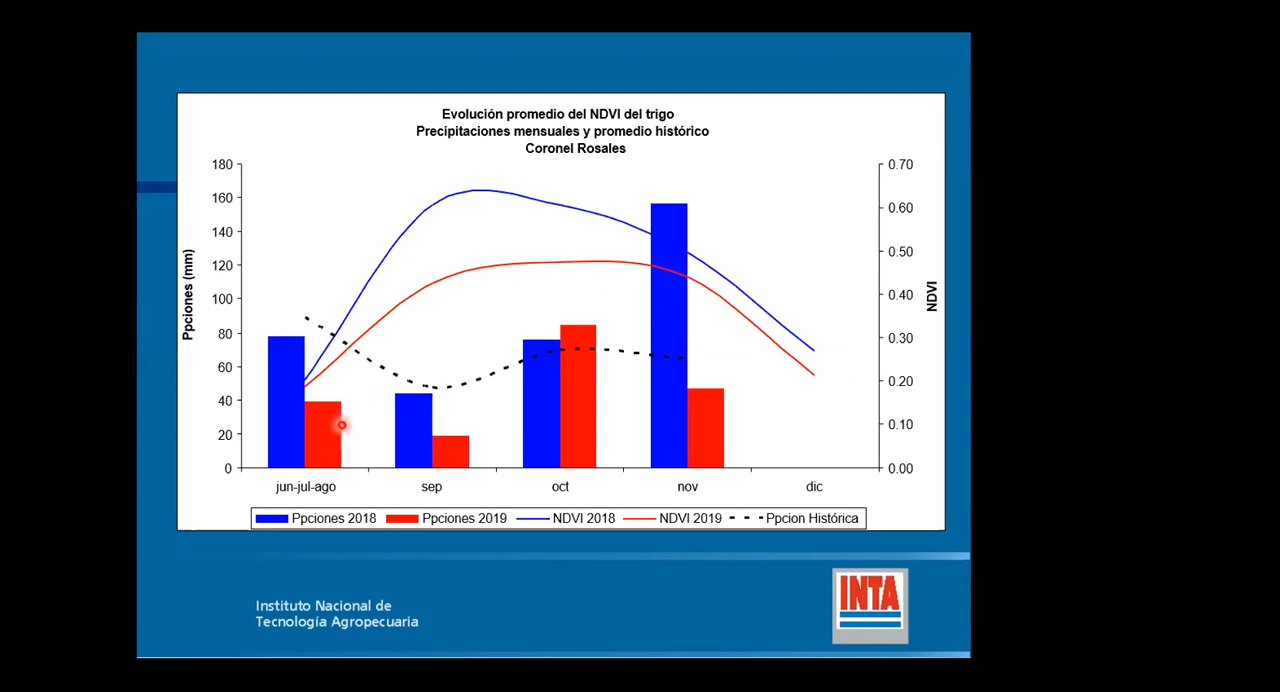 Evolución promedio del NDVI del trigo
Precipitaciones mensuales y promedio histórico
Coronel Rosales
180
160
140
120
100
80
60
40
20
0
Ppciones (mm)
0.70
0.60
0.50
0.40
0.30
0.20
0.10
0.00
NDVI
jun-jul-ago sep oct nov dic
Ppciones 2018 Ppciones 2019 NDVI 2018 NDVI 2019 Ppcion Histórica
Instituto Nacional de
Tecnología Agropecuaria
INTA